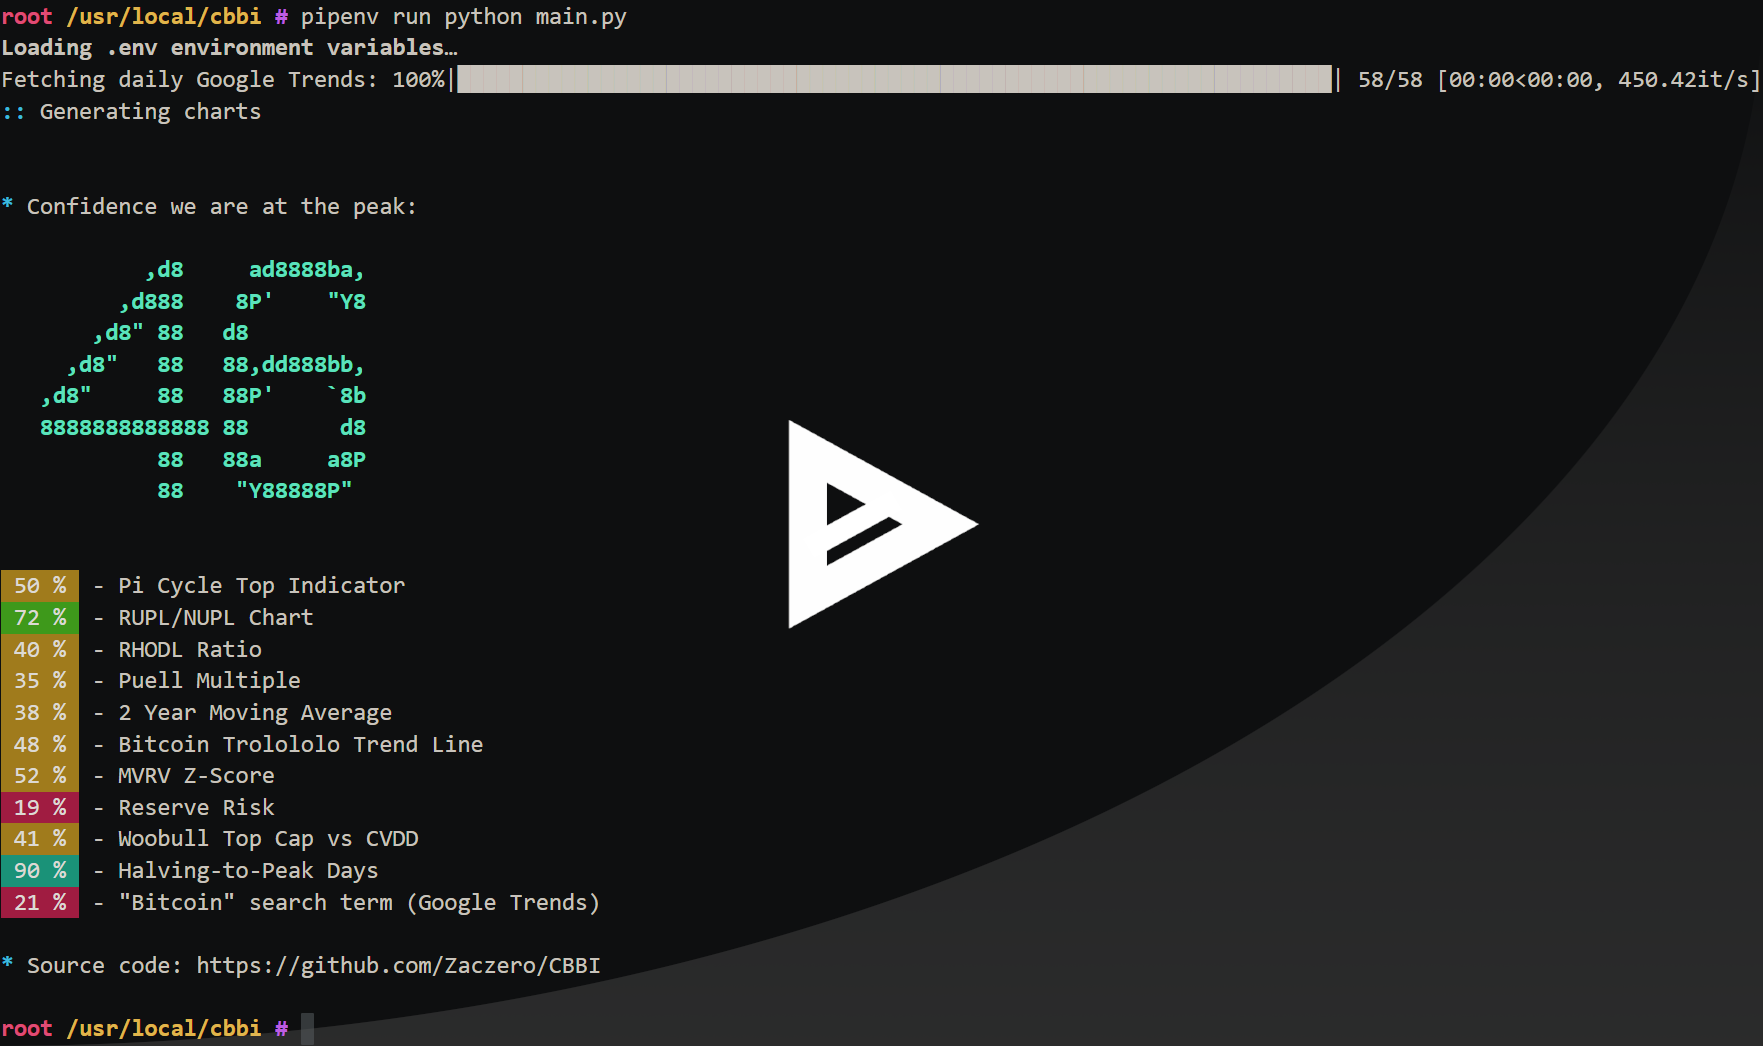 root /usr/local/cbbi # pipenv run python main.py
Loading .env environment variables…
Fetching daily Google Trends: 100%|██████████| 58/58 [00:00<00:00, 450.42it/s]
:: Generating charts
* Confidence we are at the peak:
           ,d8     ad8888ba,
         ,d888    8P'    "Y8
       ,d8" 88   d8
     ,d8"   88   88,dd888bb,
   ,d8"     88   88P'    `8b
   8888888888888 88       d8
            88   88a     a8P
            88    "Y88888P"
50 % - Pi Cycle Top Indicator
72 % - RUPL/NUPL Chart
40 % - RHODL Ratio
35 % - Puell Multiple
38 % - 2 Year Moving Average
48 % - Bitcoin Trolololo Trend Line
52 % - MVRV Z-Score
19 % - Reserve Risk
41 % - Woobull Top Cap vs CVDD
90 % - Halving-to-Peak Days
21 % - "Bitcoin" search term (Google Trends)
* Source code: https://github.com/Zaczero/CBBI
root /usr/local/cbbi #